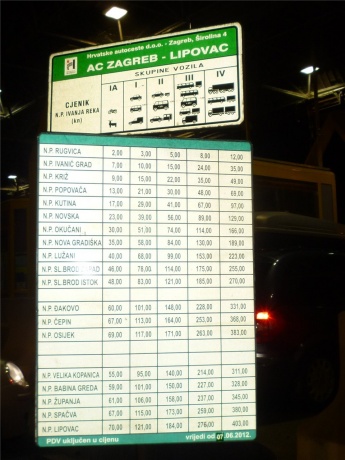 Hrvatske autoceste d.o.o. - Zagreb, Širolina 4
AC ZAGREB - LIPOVAC
SKUPINE VOZILA
CJENIK
N.P. IVANJA REKA
(kn)
IA I II III IV
N.P. RUGVICA 2,00 3,00 5,00 8,00 12,00
N.P. IVANIĆ GRAD 7,00 10,00 15,00 24,00 35,00
N.P. KRIŽ 9,00 15,00 22,00 35,00 49,00
N.P. POPOVAČA 13,00 21,00 30,00 48,00 69,00
N.P. KUTINA 17,00 29,00 41,00 67,00 97,00
N.P. NOVSKA 23,00 39,00 56,00 89,00 129,00
N.P. OKUČANI 30,00 51,00 74,00 114,00 166,00
N.P. NOVA GRADIŠKA 35,00 58,00 84,00 130,00 189,00
N.P. LUŽANI 40,00 68,00 99,00 153,00 223,00
N.P. SL.BROD ZAPAD 46,00 78,00 114,00 175,00 255,00
N.P. SL.BROD ISTOK 48,00 83,00 121,00 185,00 270,00
N.P. ĐAKOVO 60,00 101,00 148,00 228,00 331,00
N.P. ČEPIN 67,00 113,00 164,00 253,00 368,00
N.P. OSIJEK 69,00 117,00 171,00 263,00 383,00
N.P. VELIKA KOPANICA 55,00 95,00 140,00 214,00 311,00
N.P. BABINA GREDA 59,00 101,00 150,00 227,00 328,00
N.P. ŽUPANJA 61,00 106,00 158,00 237,00 345,00
N.P. SPAČVA 67,00 115,00 173,00 259,00 380,00
N.P. LIPOVAC 70,00 121,00 184,00 276,00 403,00
PDV uključen u cijenu vrijedi od 07.06.2012.